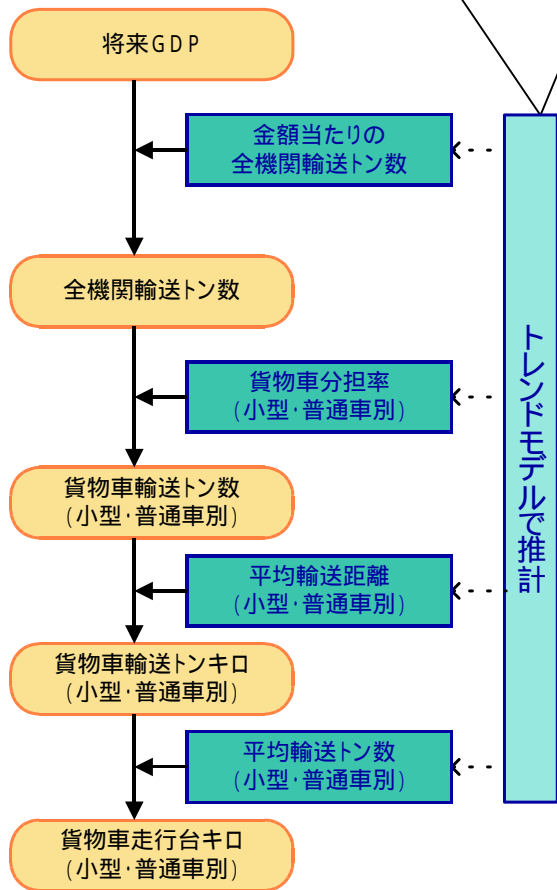 将来GDP
金額当たりの
全機関輸送トン数
全機関輸送トン数
貨物車分担率
(小型・普通車別)
貨物車輸送トン数
(小型・普通車別)
平均輸送距離
(小型・普通車別)
貨物車輸送トンキロ
(小型・普通車別)
平均輸送トン数
(小型・普通車別)
貨物車走行台キロ
(小型・普通車別)
トレンドモデルで推計